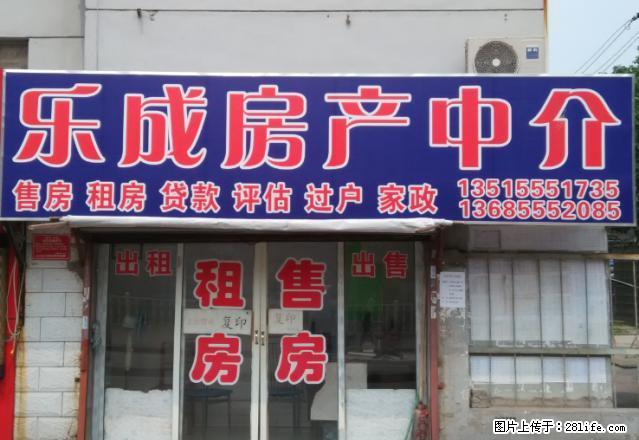 乐成房产中介
售房 租房 贷款 评估 过户 家政 13515551735
13685552085
出租 租房 售房 出售
复印 复印
图片上传于:28life.com